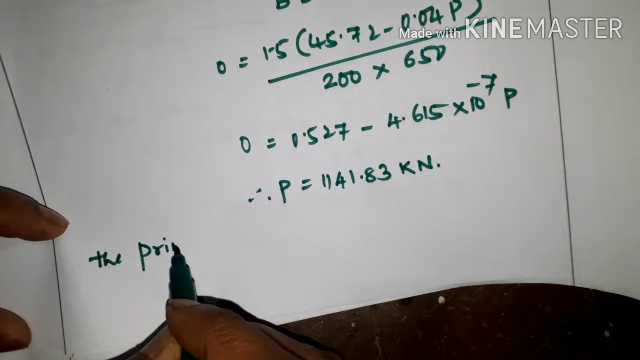 Made with KINEMASTER
0 = 1.5 (45.72 - 0.04 P)
200 × 650
0 = 0.527 - 4.615 × 10⁻⁷ P
∴ P = 1141.83 KN.
the pri